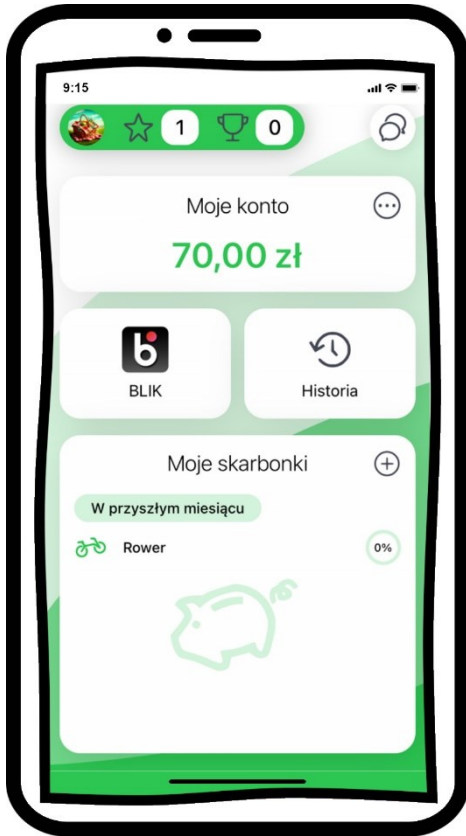 9:15
1 0
Moje konto
70,00 zł
b
BLIK Historia
Moje skarbonki
W przyszłym miesiącu
Rower 0%